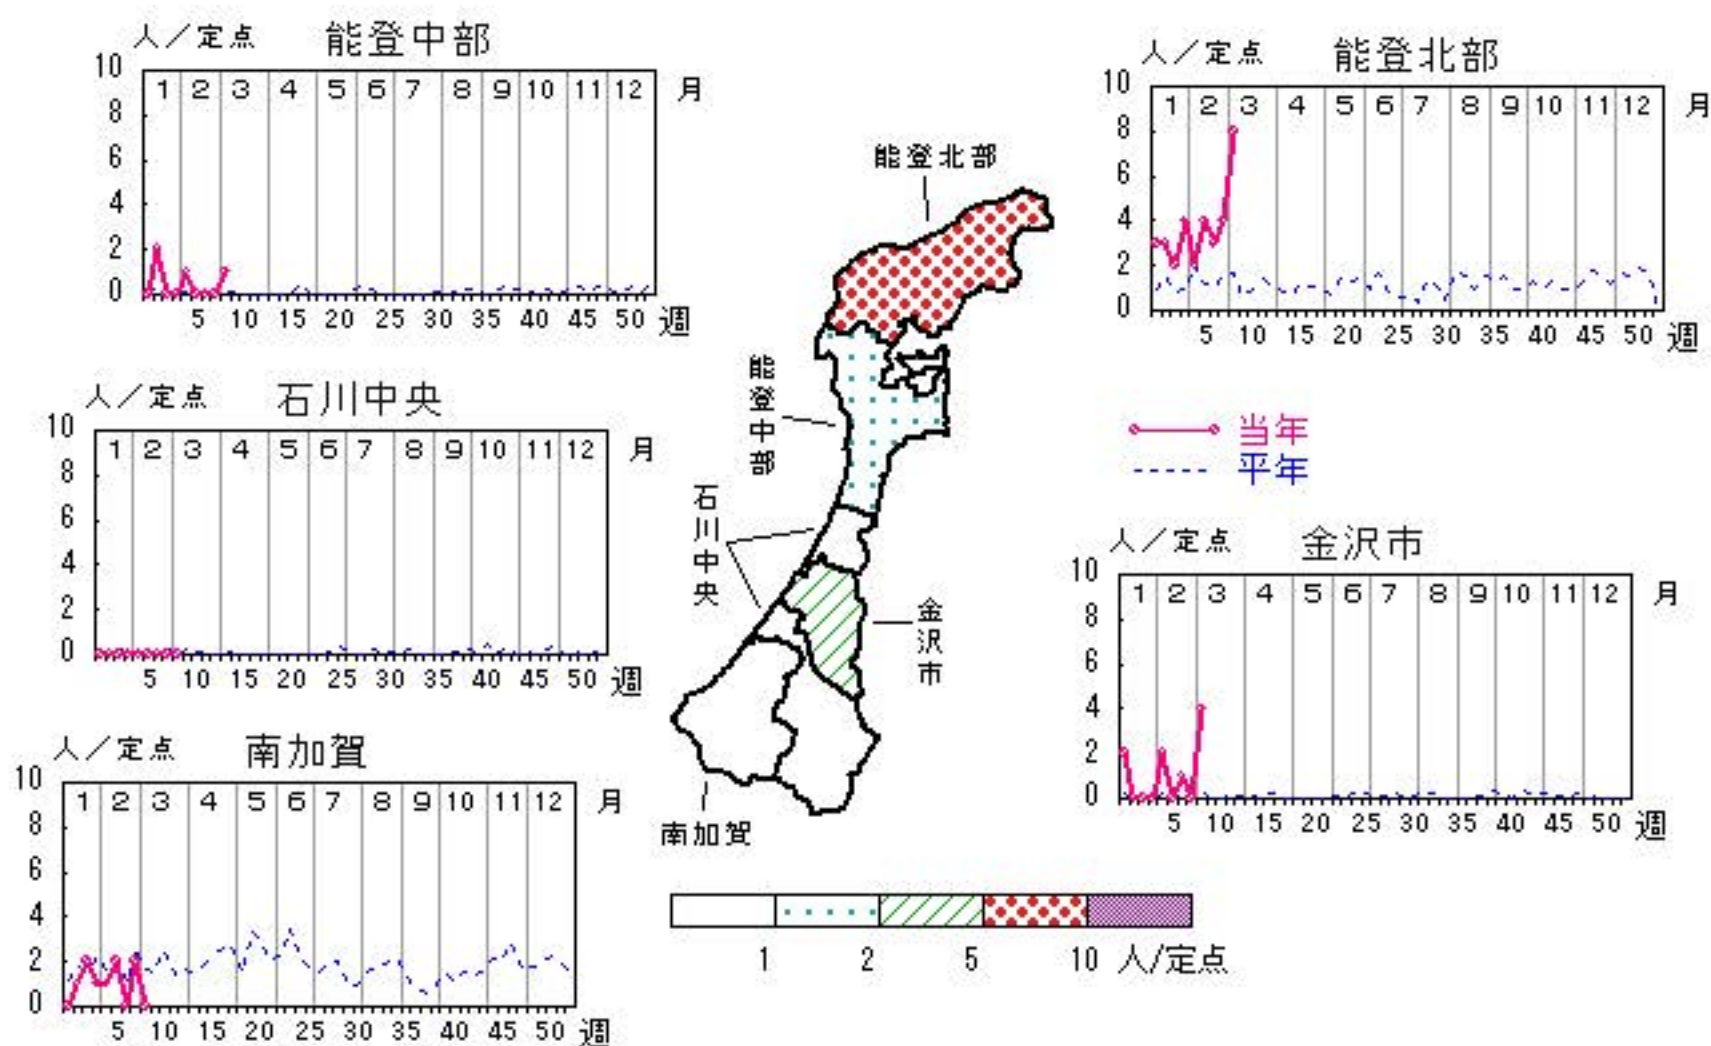 人／定点 能登中部
10 8 6 4 2 0
1 2 3 4 5 6 7 8 9 10 11 12 月
5 10 15 20 25 30 35 40 45 50 週
人／定点 能登北部
10 8 6 4 2 0
1 2 3 4 5 6 7 8 9 10 11 12 月
5 10 15 20 25 30 35 40 45 50 週
能登北部
能登中部
石川中央
金沢市
南加賀
人／定点 石川中央
10 8 6 4 2 0
1 2 3 4 5 6 7 8 9 10 11 12 月
5 10 15 20 25 30 35 40 45 50 週
当年
平年
人／定点 金沢市
10 8 6 4 2 0
1 2 3 4 5 6 7 8 9 10 11 12 月
5 10 15 20 25 30 35 40 45 50 週
人／定点 南加賀
10 8 6 4 2 0
1 2 3 4 5 6 7 8 9 10 11 12 月
5 10 15 20 25 30 35 40 45 50 週
1 2 5 10 人/定点